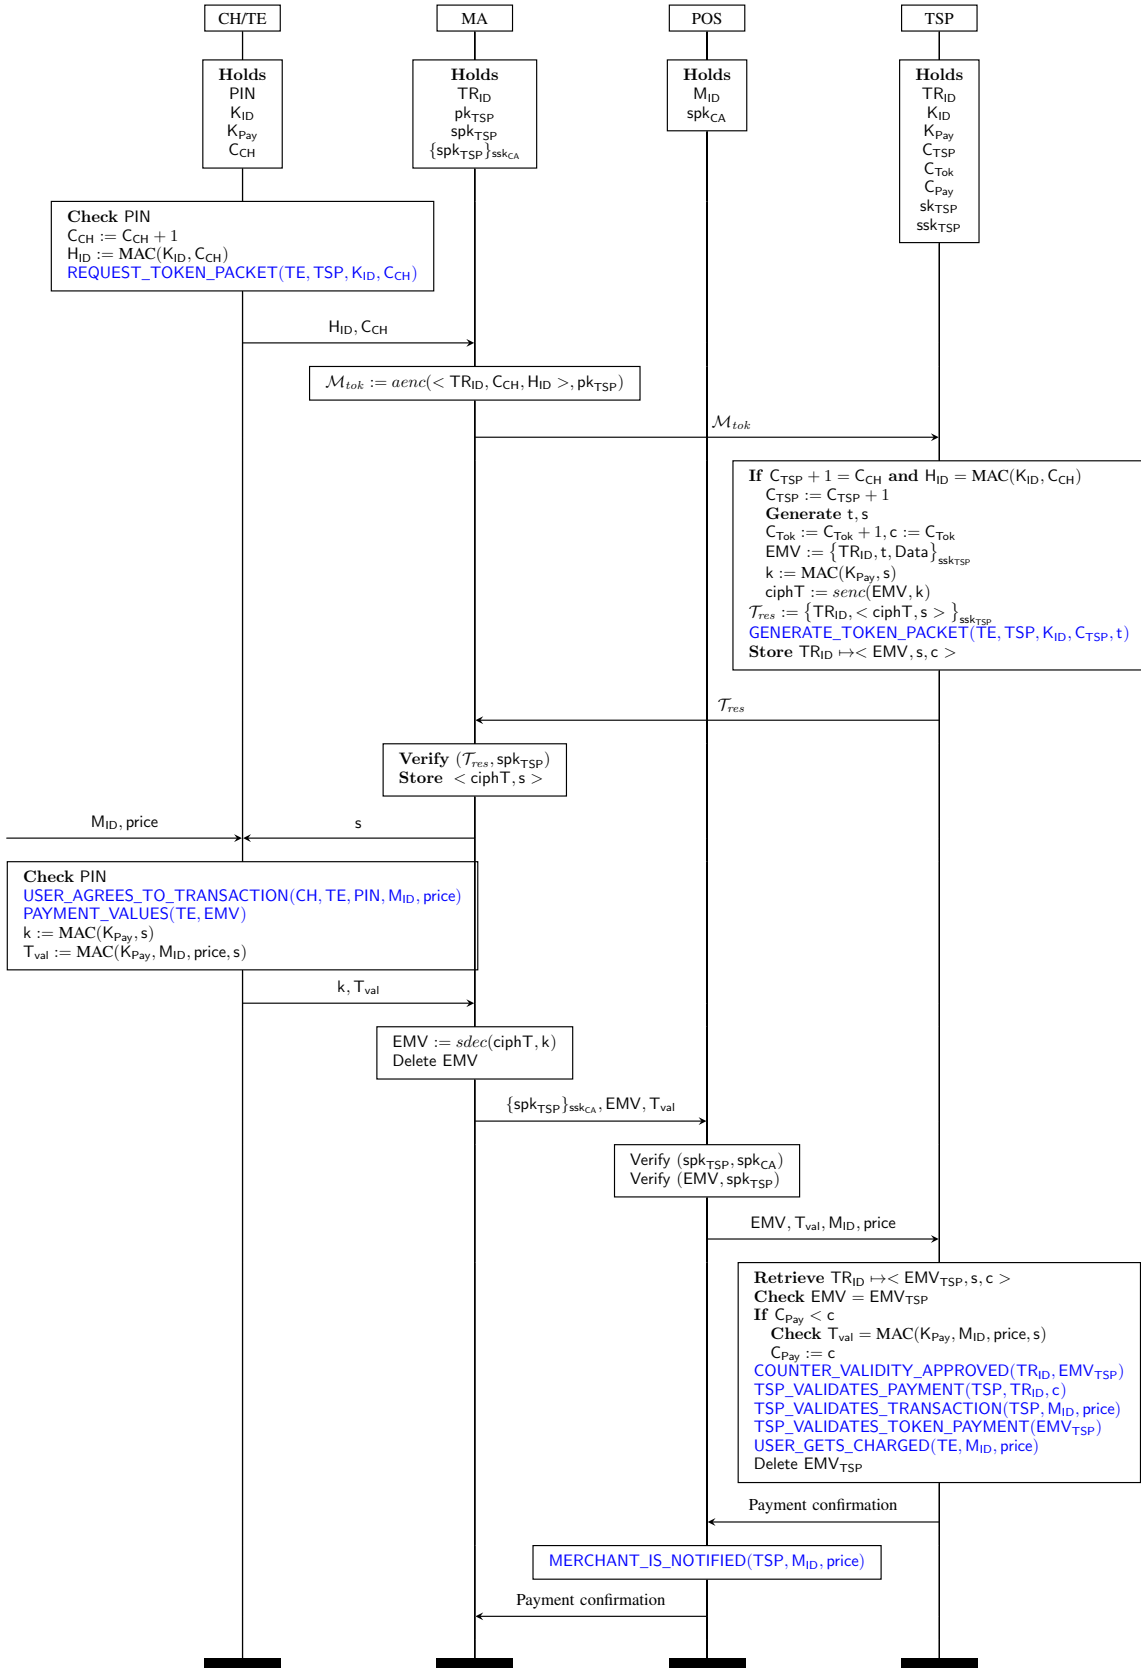 CH/TE
MA
POS
TSP
Holds
PIN
K_ID
K_Pay
C_CH
Holds
TR_ID
pk_TSP
spk_TSP
{spk_TSP}_ssk_CA
Holds
M_ID
spk_CA
Holds
TR_ID
K_ID
K_Pay
C_TSP
C_Tok
C_Pay
sk_TSP
ssk_TSP
Check PIN
C_CH := C_CH + 1
H_ID := MAC(K_ID, C_CH)
REQUEST_TOKEN_PACKET(TE, TSP, K_ID, C_CH)
H_ID, C_CH
M_tok := aenc(< TR_ID, C_CH, H_ID >, pk_TSP)
M_tok
If C_TSP + 1 = C_CH and H_ID = MAC(K_ID, C_CH)
C_TSP := C_TSP + 1
Generate t, s
C_Tok := C_Tok + 1, c := C_Tok
EMV := {TR_ID, t, Data}_ssk_TSP
k := MAC(K_Pay, s)
ciphT := senc(EMV, k)
T_res := {TR_ID, < ciphT, s >}_ssk_TSP
GENERATE_TOKEN_PACKET(TE, TSP, K_ID, C_TSP, t)
Store TR_ID ↦< EMV, s, c >
T_res
Verify (T_res, spk_TSP)
Store < ciphT, s >
M_ID, price
s
Check PIN
USER_AGREES_TO_TRANSACTION(CH, TE, PIN, M_ID, price)
PAYMENT_VALUES(TE, EMV)
k := MAC(K_Pay, s)
T_val := MAC(K_Pay, M_ID, price, s)
k, T_val
EMV := sdec(ciphT, k)
Delete EMV
{spk_TSP}_ssk_CA, EMV, T_val
Verify (spk_TSP, spk_CA)
Verify (EMV, spk_TSP)
EMV, T_val, M_ID, price
Retrieve TR_ID ↦< EMV_TSP, s, c >
Check EMV = EMV_TSP
If C_Pay < c
Check T_val = MAC(K_Pay, M_ID, price, s)
C_Pay := c
COUNTER_VALIDITY_APPROVED(TR_ID, EMV_TSP)
TSP_VALIDATES_PAYMENT(TSP, TR_ID, c)
TSP_VALIDATES_TRANSACTION(TSP, M_ID, price)
TSP_VALIDATES_TOKEN_PAYMENT(EMV_TSP)
USER_GETS_CHARGED(TE, M_ID, price)
Delete EMV_TSP
Payment confirmation
MERCHANT_IS_NOTIFIED(TSP, M_ID, price)
Payment confirmation